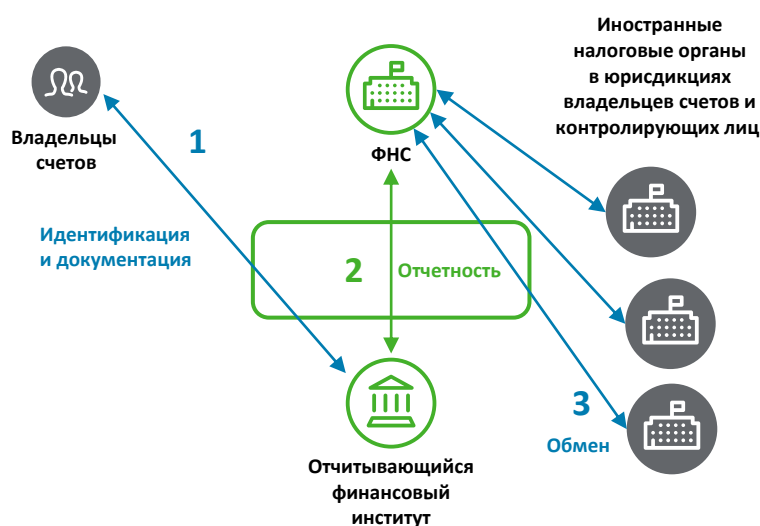 Иностранные
налоговые органы
в юрисдикциях
владельцев счетов и
контролирующих лиц
Владельцы
счетов
1
ФНС
Идентификация
и документация
2
Отчетность
3
Обмен
Отчитывающийся
финансовый
институт